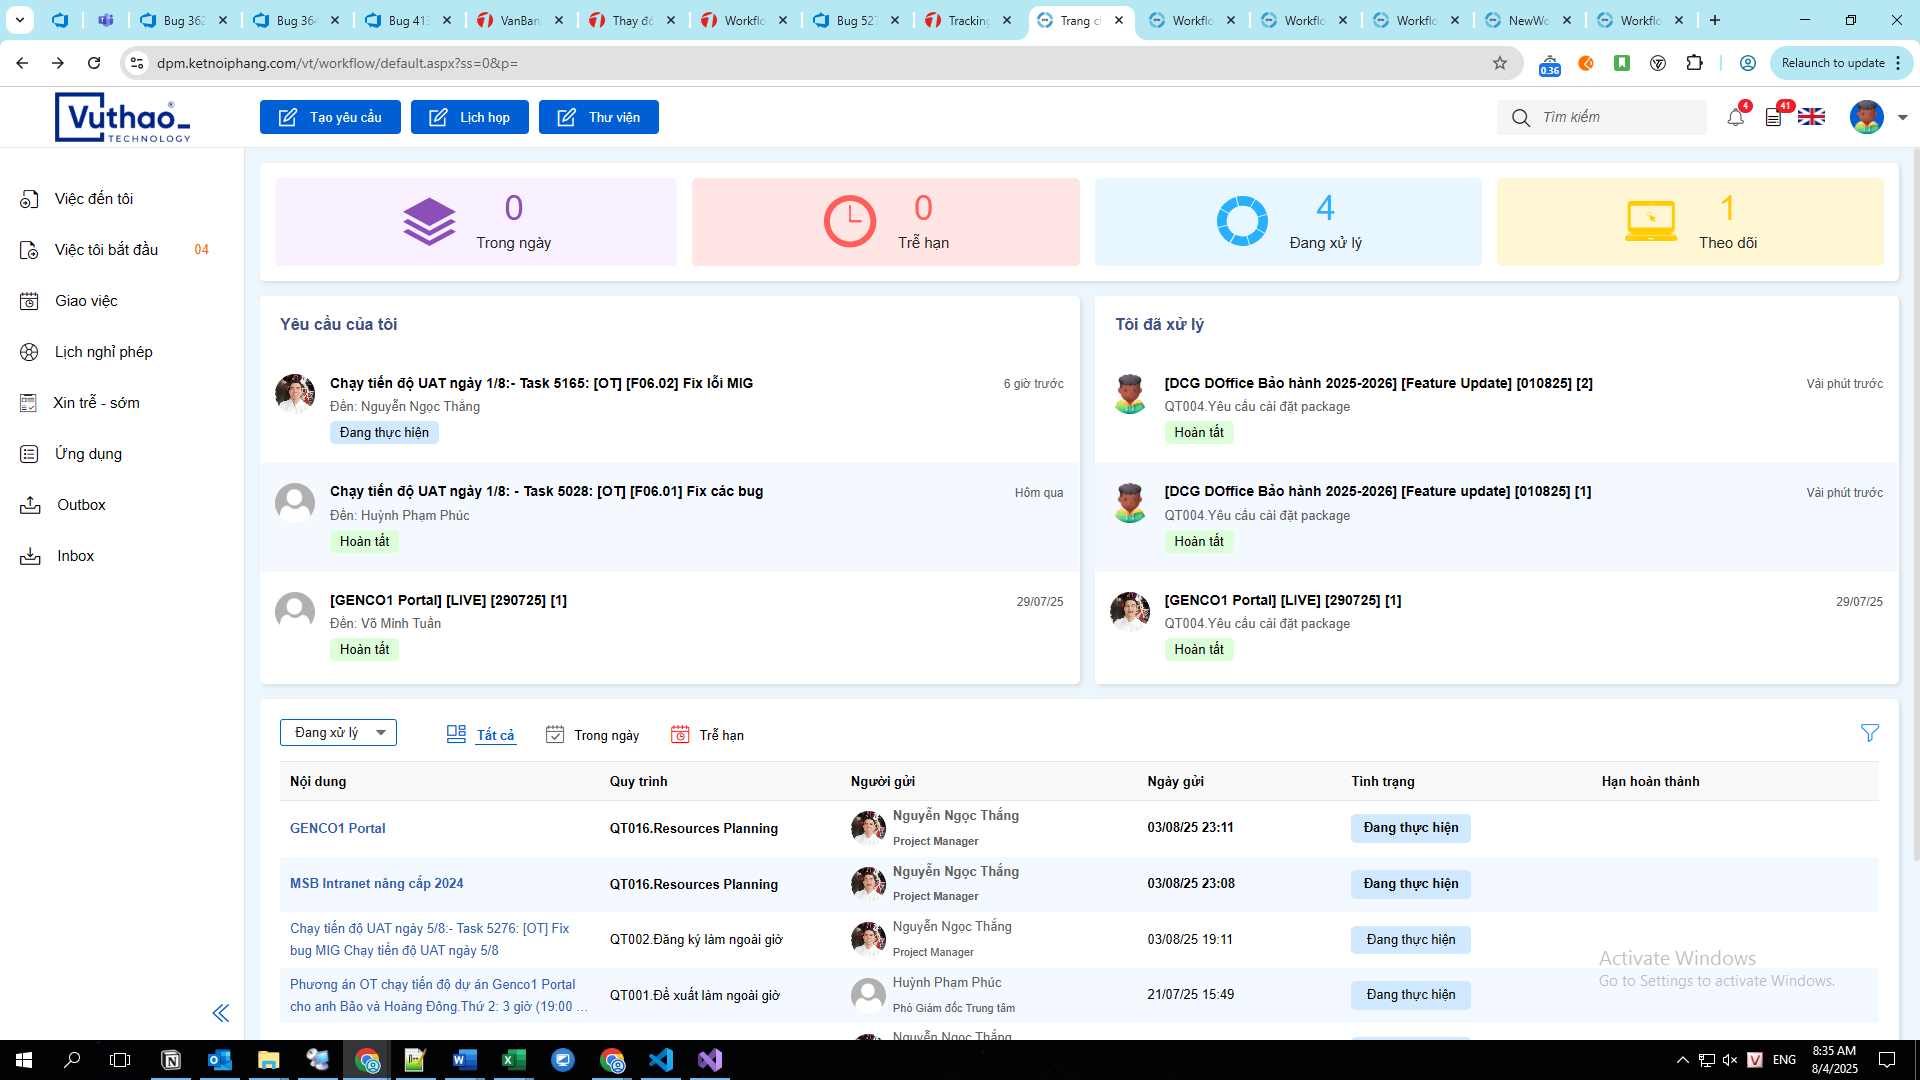 Bug 362
Bug 364
Bug 413
VanBan
Thay đổ
Workflo
Bug 527
Tracking
Trang ch
Workflo
Workflo
Workflo
NewWo
Workflo
dpm.ketnoiphang.com/vt/workflow/default.aspx?ss=0&p=
0.36
Relaunch to update
Vuthao
TECHNOLOGY
Tạo yêu cầu
Lịch họp
Thư viện
Tìm kiếm
4
41
Việc đến tôi
Việc tôi bắt đầu
04
Giao việc
Lịch nghỉ phép
Xin trễ - sớm
Ứng dụng
Outbox
Inbox
0
Trong ngày
0
Trễ hạn
4
Đang xử lý
1
Theo dõi
Yêu cầu của tôi
Chạy tiến độ UAT ngày 1/8:- Task 5165: [OT] [F06.02] Fix lỗi MIG
6 giờ trước
Đến: Nguyễn Ngọc Thắng
Đang thực hiện
Chạy tiến độ UAT ngày 1/8: - Task 5028: [OT] [F06.01] Fix các bug
Hôm qua
Đến: Huỳnh Phạm Phúc
Hoàn tất
[GENCO1 Portal] [LIVE] [290725] [1]
29/07/25
Đến: Võ Minh Tuấn
Hoàn tất
Tôi đã xử lý
[DCG DOffice Bảo hành 2025-2026] [Feature Update] [010825] [2]
Vài phút trước
QT004.Yêu cầu cài đặt package
Hoàn tất
[DCG DOffice Bảo hành 2025-2026] [Feature update] [010825] [1]
Vài phút trước
QT004.Yêu cầu cài đặt package
Hoàn tất
[GENCO1 Portal] [LIVE] [290725] [1]
29/07/25
QT004.Yêu cầu cài đặt package
Hoàn tất
Đang xử lý
Tất cả
Trong ngày
Trễ hạn
Nội dung
Quy trình
Người gửi
Ngày gửi
Tình trạng
Hạn hoàn thành
GENCO1 Portal
QT016.Resources Planning
Nguyễn Ngọc Thắng
Project Manager
03/08/25 23:11
Đang thực hiện
MSB Intranet nâng cấp 2024
QT016.Resources Planning
Nguyễn Ngọc Thắng
Project Manager
03/08/25 23:08
Đang thực hiện
Chạy tiến độ UAT ngày 5/8:- Task 5276: [OT] Fix
bug MIG Chạy tiến độ UAT ngày 5/8
QT002.Đăng ký làm ngoài giờ
Nguyễn Ngọc Thắng
Project Manager
03/08/25 19:11
Đang thực hiện
Phương án OT chạy tiến độ dự án Genco1 Portal
cho anh Bảo và Hoàng Đông.Thứ 2: 3 giờ (19:00 ...
QT001.Đề xuất làm ngoài giờ
Huỳnh Phạm Phúc
Phó Giám đốc Trung tâm
21/07/25 15:49
Đang thực hiện
Nguyễn Ngọc Thắng
Activate Windows
Go to Settings to activate Windows.
ENG
8:35 AM
8/4/2025